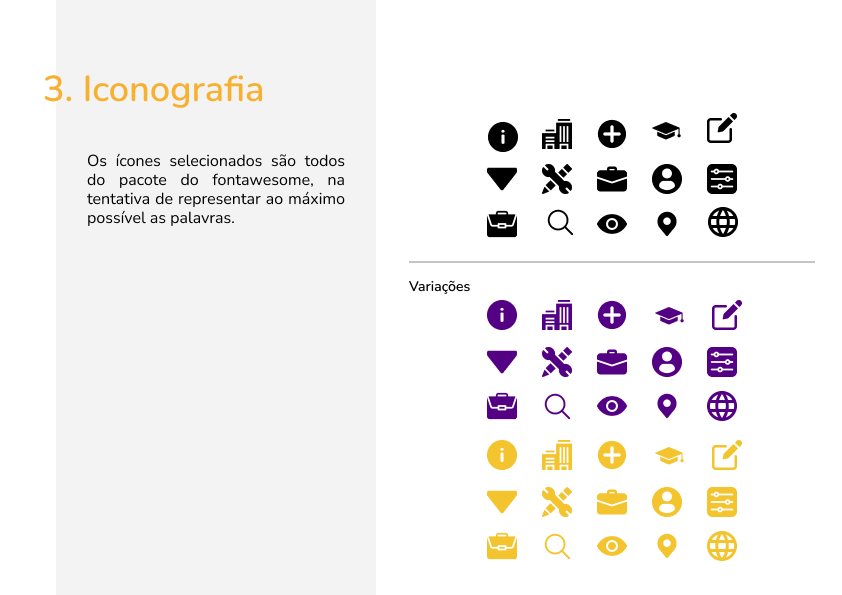 3. Iconografia
Os ícones selecionados são todos
do pacote do fontawesome, na
tentativa de representar ao máximo
possível as palavras.
Variações